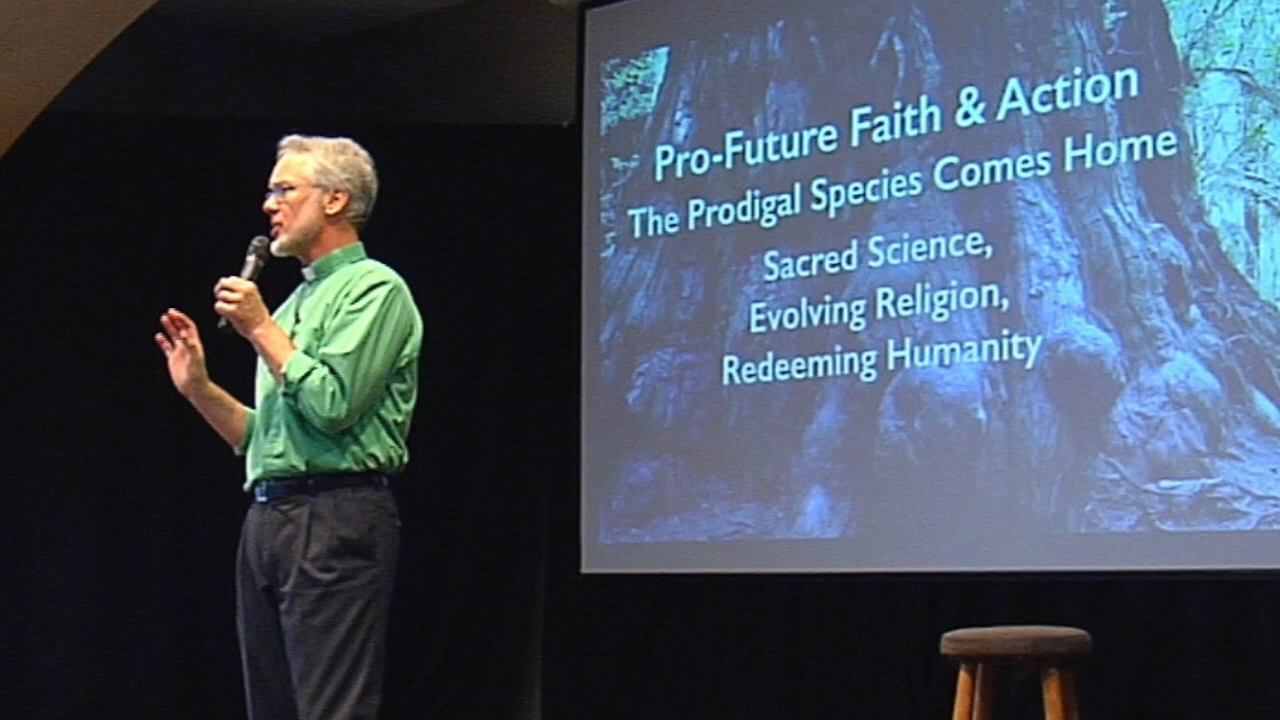 Pro-Future Faith & Action
The Prodigal Species Comes Home
Sacred Science,
Evolving Religion,
Redeeming Humanity